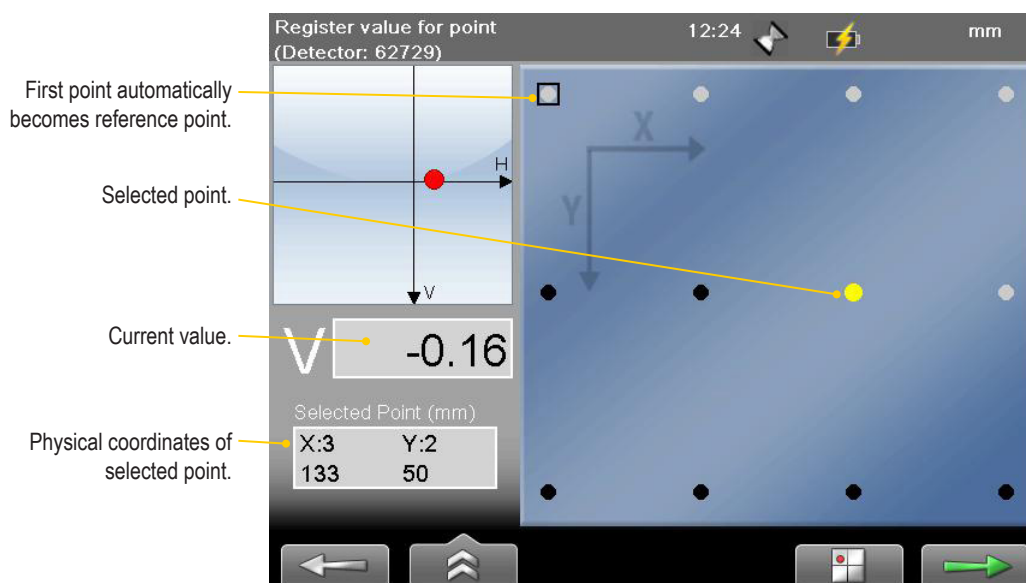 Register value for point
(Detector: 62729)
12:24
mm
First point automatically
becomes reference point.
X
Y
H
V
Selected point.
Current value.
V
-0.16
Selected Point (mm)
X:3 Y:2
133 50
Physical coordinates of
selected point.